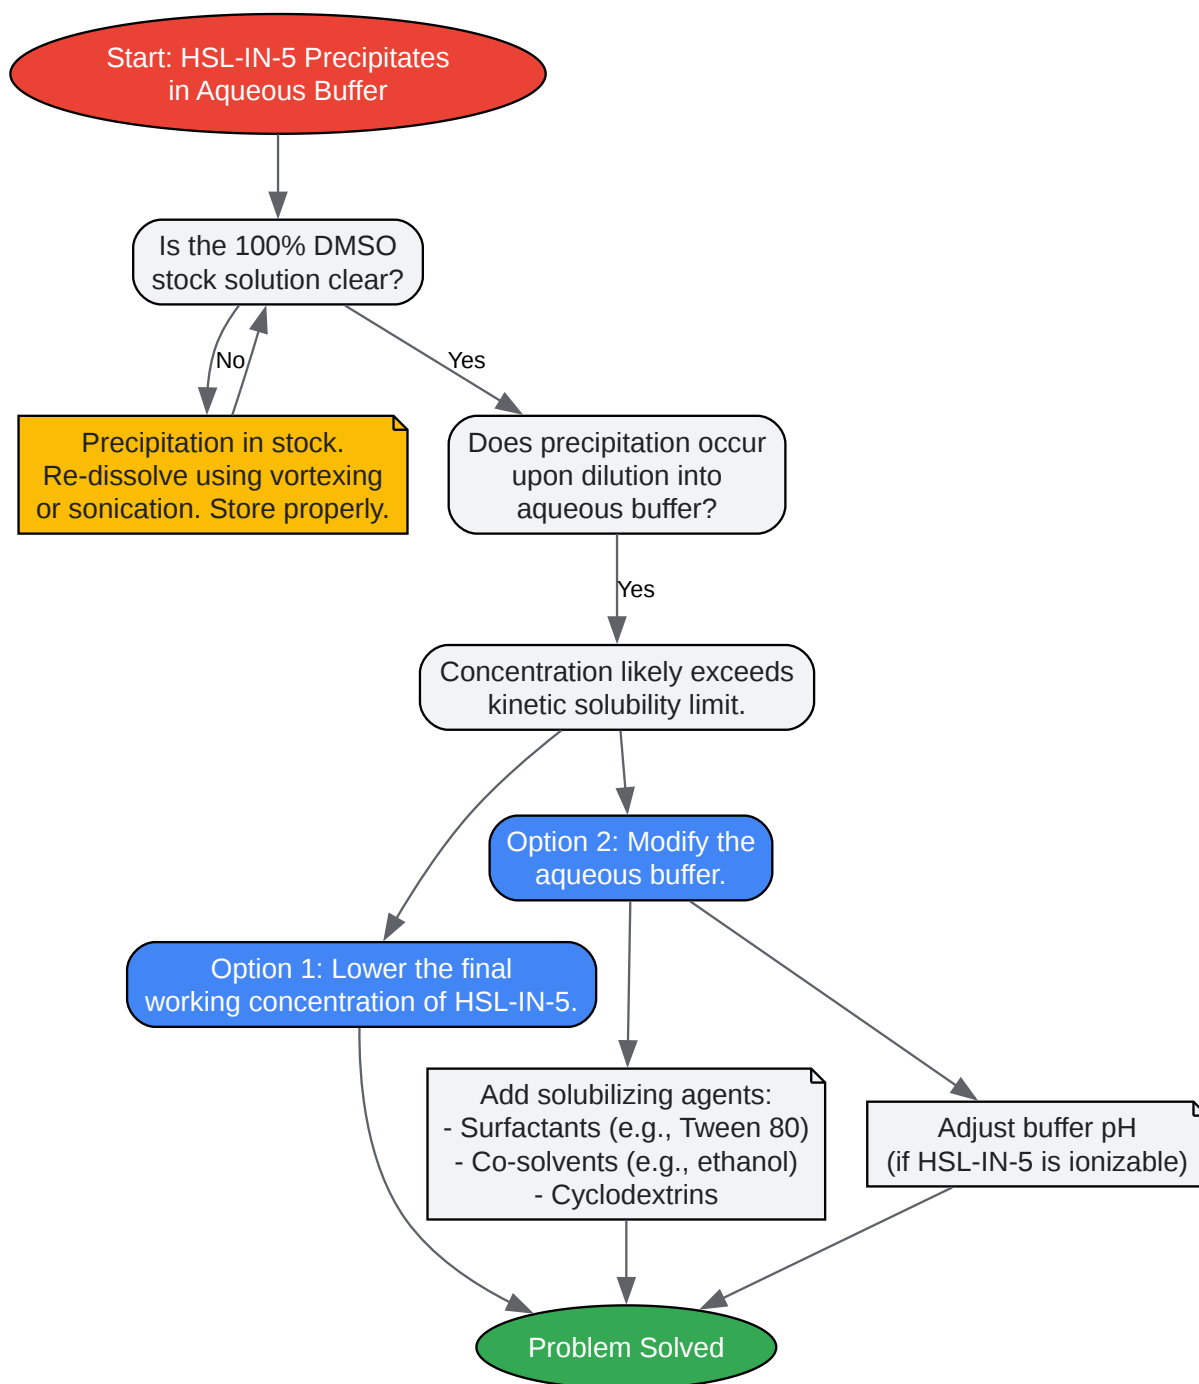 Start: HSL-IN-5 Precipitates
in Aqueous Buffer
Is the 100% DMSO
stock solution clear?
No
Yes
Precipitation in stock.
Re-dissolve using vortexing
or sonication. Store properly.
Does precipitation occur
upon dilution into
aqueous buffer?
Yes
Concentration likely exceeds
kinetic solubility limit.
Option 2: Modify the
aqueous buffer.
Option 1: Lower the final
working concentration of HSL-IN-5.
Add solubilizing agents:
- Surfactants (e.g., Tween 80)
- Co-solvents (e.g., ethanol)
- Cyclodextrins
Adjust buffer pH
(if HSL-IN-5 is ionizable)
Problem Solved